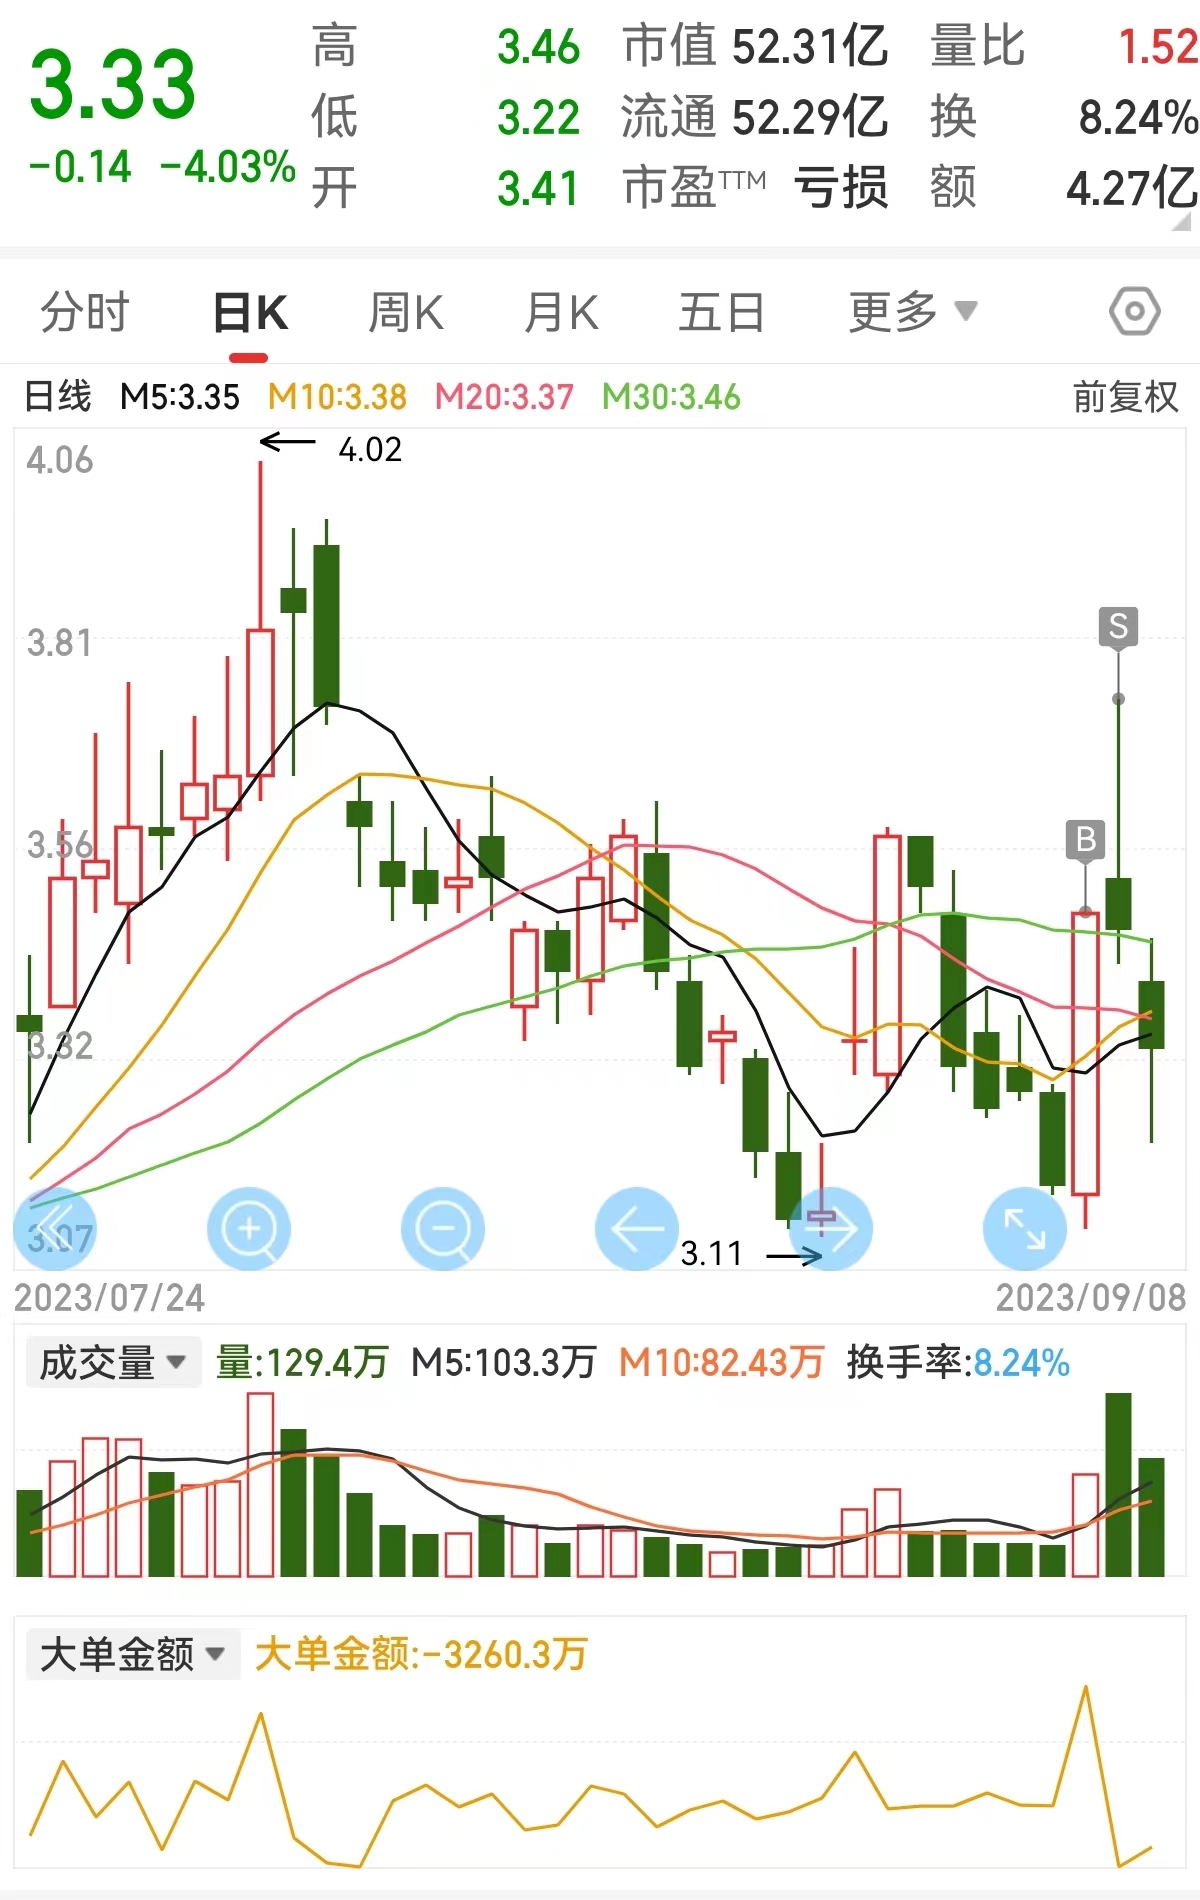 3.33
-0.14 -4.03%
高 3.46 市值 52.31亿 量比 1.52
低 3.22 流通 52.29亿 换 8.24%
开 3.41 市盈TTM 亏损 额 4.27亿
分时 日K 周K 月K 五日 更多
日线 M5:3.35 M10:3.38 M20:3.37 M30:3.46 前复权
4.06
4.02
3.81
S
3.56
B
3.32
3.07
3.11
2023/07/24 2023/09/08
成交量 量:129.4万 M5:103.3万 M10:82.43万 换手率:8.24%
大单金额 大单金额:-3260.3万